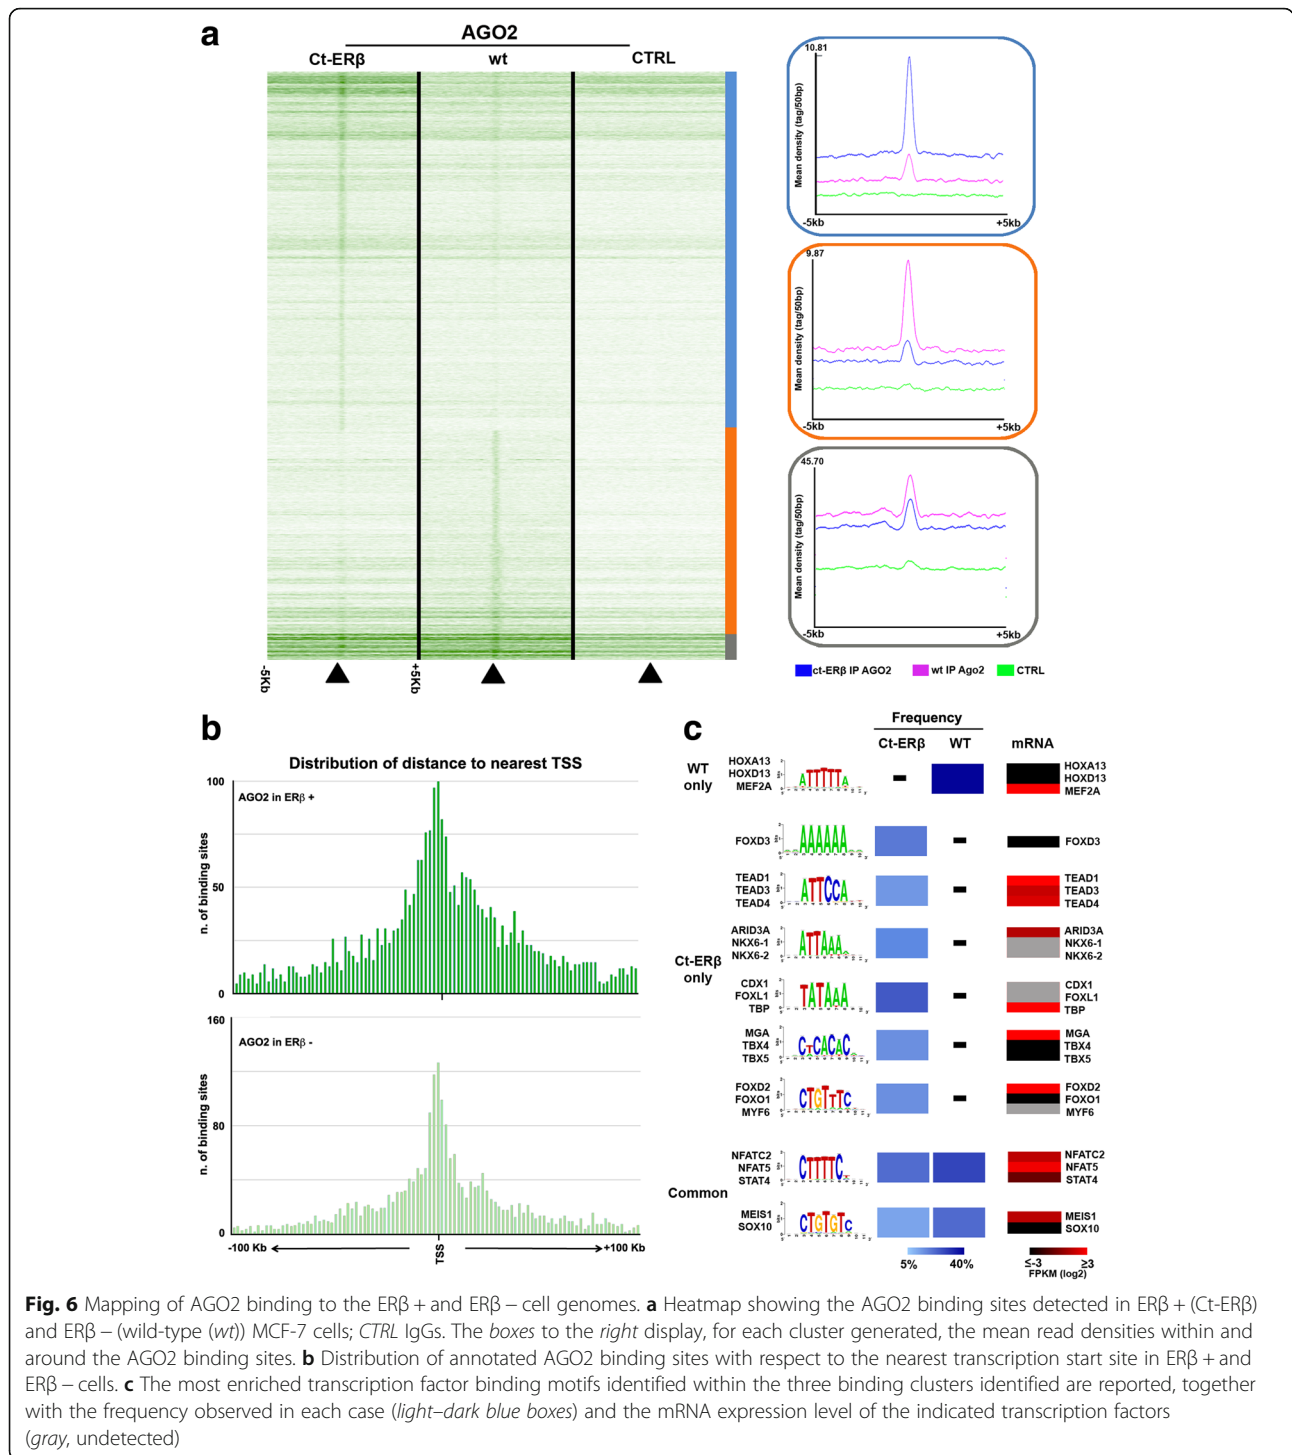 a
AGO2
Ct-ERβ wt CTRL
-5Kb +5Kb
10.81
Mean density (tag/50bp)
-5kb +5kb
9.87
Mean density (tag/50bp)
-5kb +5kb
45.70
Mean density (tag/50bp)
-5kb +5kb
ct-ERβ IP AGO2 wt IP Ago2 CTRL
b
Distribution of distance to nearest TSS
100
AGO2 in ERβ +
n. of binding sites
50
0
160
AGO2 in ERβ -
n. of binding sites
80
0
-100 Kb TSS +100 Kb
c
Frequency
Ct-ERβ WT mRNA
WT only
HOXA13 HOXA13
HOXD13 HOXD13
MEF2A MEF2A
ATTTTTA
Ct-ERβ only
FOXD3 FOXD3
AAAAAA
TEAD1 TEAD1
TEAD3 TEAD3
TEAD4 TEAD4
ATTCCA
ARID3A ARID3A
NKX6-1 NKX6-1
NKX6-2 NKX6-2
ATTAAA
CDX1 CDX1
FOXL1 FOXL1
TBP TBP
TATAAA
MGA MGA
TBX4 TBX4
TBX5 TBX5
CTCACAC
FOXD2 FOXD2
FOXO1 FOXO1
MYF6 MYF6
CTGTTTC
Common
NFATC2 NFATC2
NFAT5 NFAT5
STAT4 STAT4
CTTTTC
MEIS1 MEIS1
SOX10 SOX10
CTGTGTC
5% 40%
≤-3 ≥3
FPKM (log2)
Fig. 6 Mapping of AGO2 binding to the ERβ + and ERβ − cell genomes. a Heatmap showing the AGO2 binding sites detected in ERβ + (Ct-ERβ)
and ERβ − (wild-type (wt)) MCF-7 cells; CTRL IgGs. The boxes to the right display, for each cluster generated, the mean read densities within and
around the AGO2 binding sites. b Distribution of annotated AGO2 binding sites with respect to the nearest transcription start site in ERβ + and
ERβ − cells. c The most enriched transcription factor binding motifs identified within the three binding clusters identified are reported, together
with the frequency observed in each case (light–dark blue boxes) and the mRNA expression level of the indicated transcription factors
(gray, undetected)